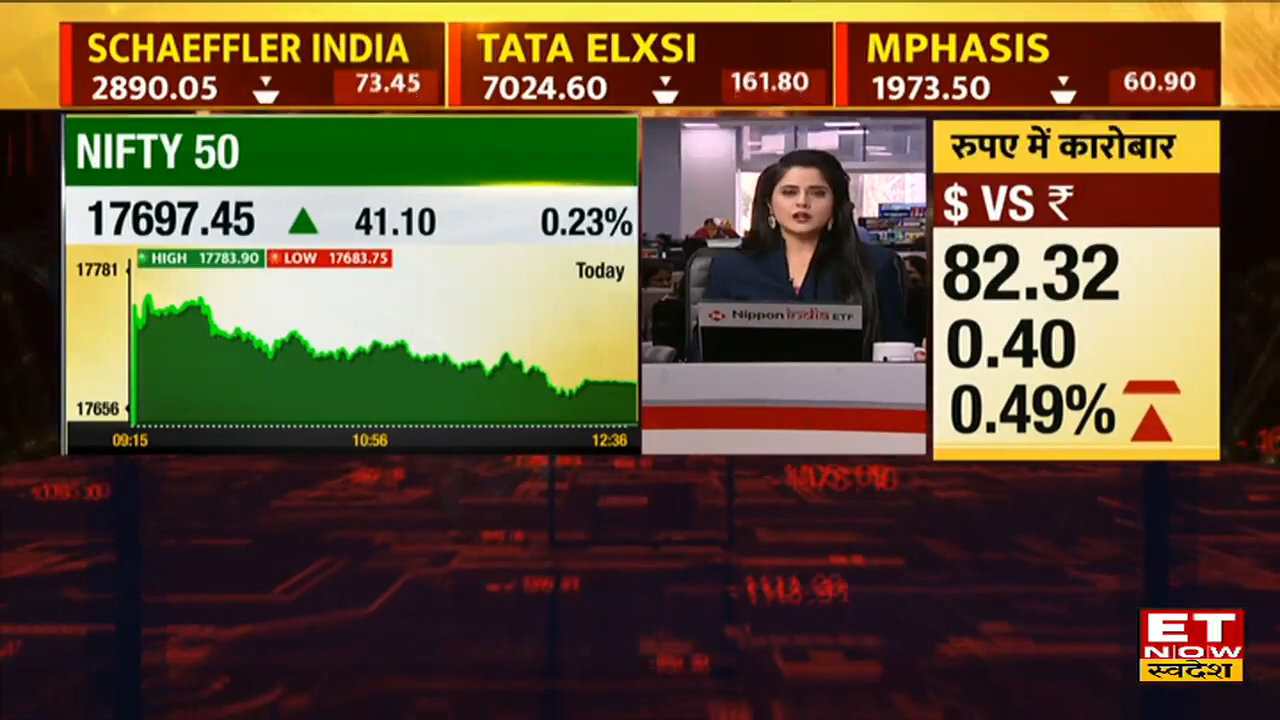 SCHAEFFLER INDIA
2890.05 73.45
TATA ELXSI
7024.60 161.80
MPHASIS
1973.50 60.90
NIFTY 50
17697.45 41.10 0.23%
HIGH 17783.90 LOW 17683.75
Today
17781
17656
09:15 10:56 12:36
Nippon india ETF
रुपए में कारोबार
$ VS ₹
82.32
0.40
0.49%
ET
NOW
स्वदेश